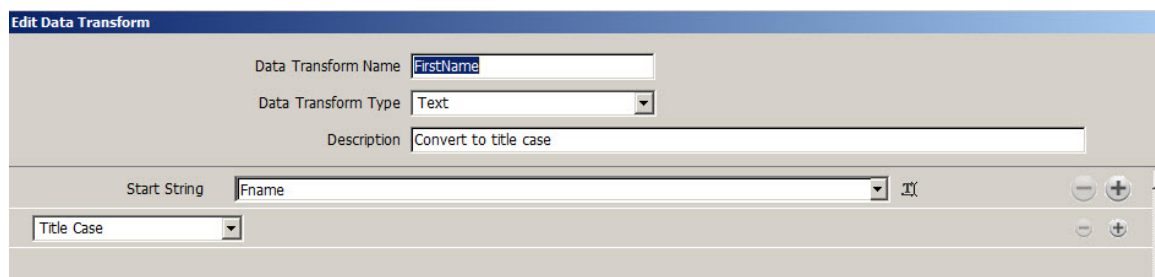 Edit Data Transform
Data Transform Name FirstName
Data Transform Type Text
Description Convert to title case
Start String Fname
Title Case